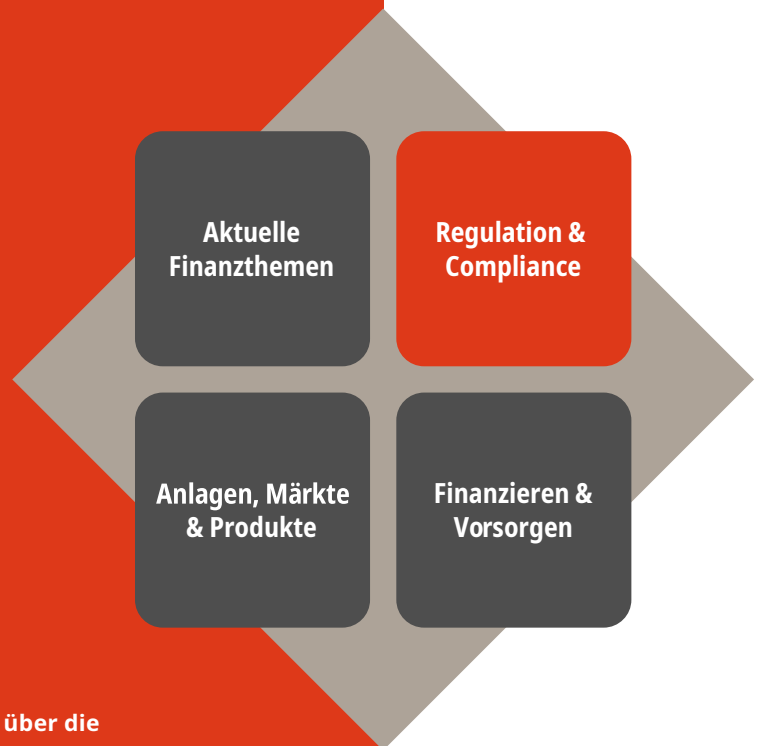 Aktuelle
Finanzthemen
Regulation &
Compliance
Anlagen, Märkte
& Produkte
Finanzieren &
Vorsorgen
über die